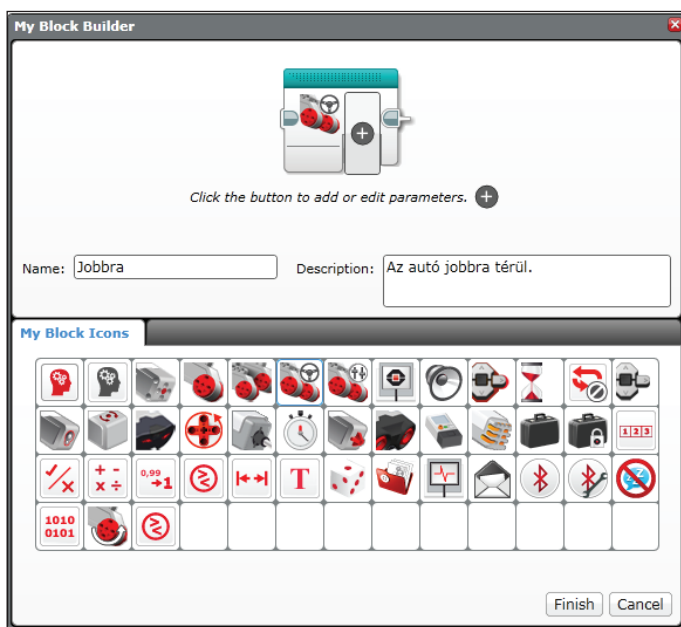 My Block Builder
Click the button to add or edit parameters.
Name: Jobbra
Description: Az autó jobbra térül.
My Block Icons
1 2 3
0,99 →1
T
1010
0101
Finish Cancel